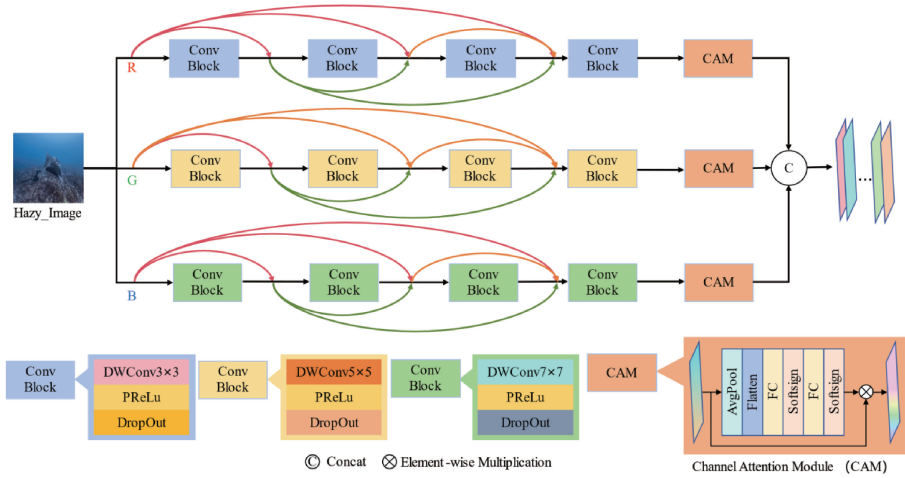 Conv
Block
Conv
Block
Conv
Block
Conv
Block
CAM
R
Conv
Block
Conv
Block
Conv
Block
Conv
Block
CAM
C
...
G
Hazy_Image
Conv
Block
Conv
Block
Conv
Block
Conv
Block
CAM
B
Conv
Block
DWConv3×3
PReLu
DropOut
Conv
Block
DWConv5×5
PReLu
DropOut
Conv
Block
DWConv7×7
PReLu
DropOut
CAM
AvgPool
Flatten
FC
Softsign
FC
Softsign
C Concat
Element-wise Multiplication
Channel Attention Module （CAM）